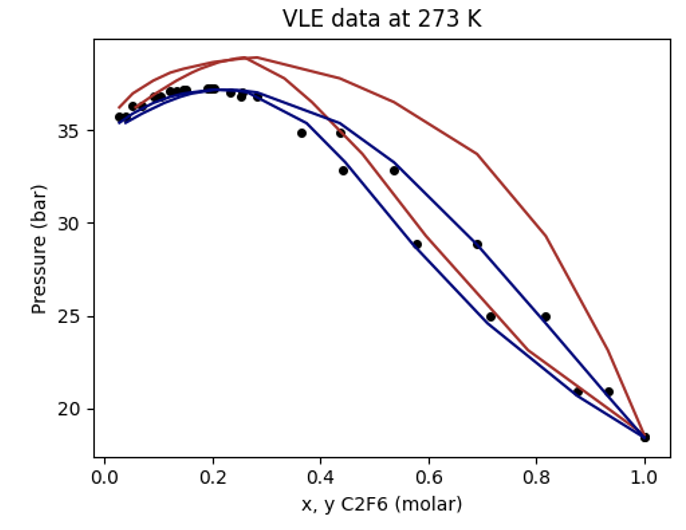 VLE data at 273 K
Pressure (bar)
35
30
25
20
0.0 0.2 0.4 0.6 0.8 1.0
x, y C2F6 (molar)